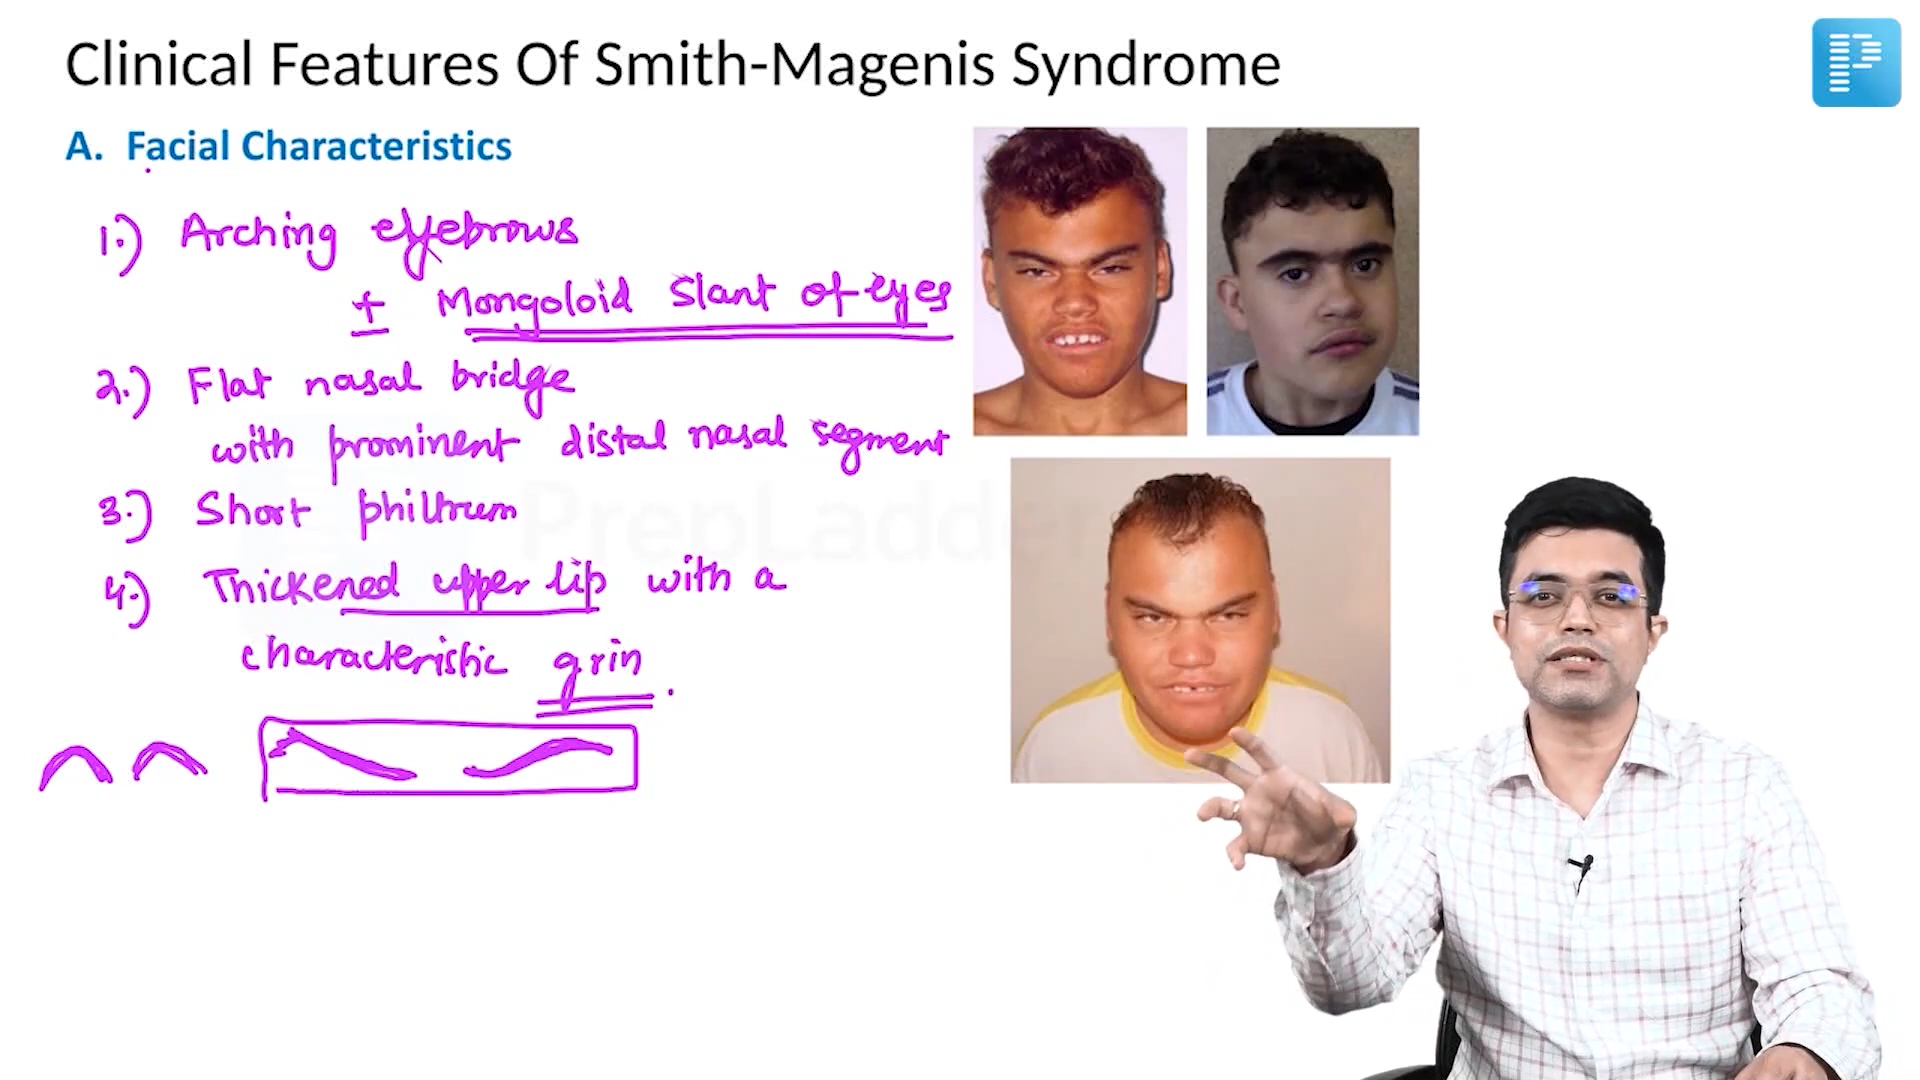 Clinical Features Of Smith-Magenis Syndrome
A. Facial Characteristics
1.) Arching eyebrows
+ Mongoloid Slant of eyes
2.) Flat nasal bridge
with prominent distal nasal segment
3.) Short philtrum
4.) Thickened upper lip with a
characteristic grin.
PrepLadder